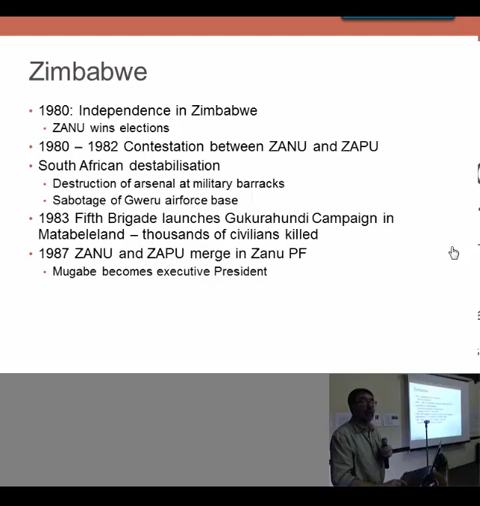 Zimbabwe
• 1980: Independence in Zimbabwe
• ZANU wins elections
• 1980 – 1982 Contestation between ZANU and ZAPU
• South African destabilisation
• Destruction of arsenal at military barracks
• Sabotage of Gweru airforce base
• 1983 Fifth Brigade launches Gukurahundi Campaign in
Matabeleland – thousands of civilians killed
• 1987 ZANU and ZAPU merge in Zanu PF
• Mugabe becomes executive President